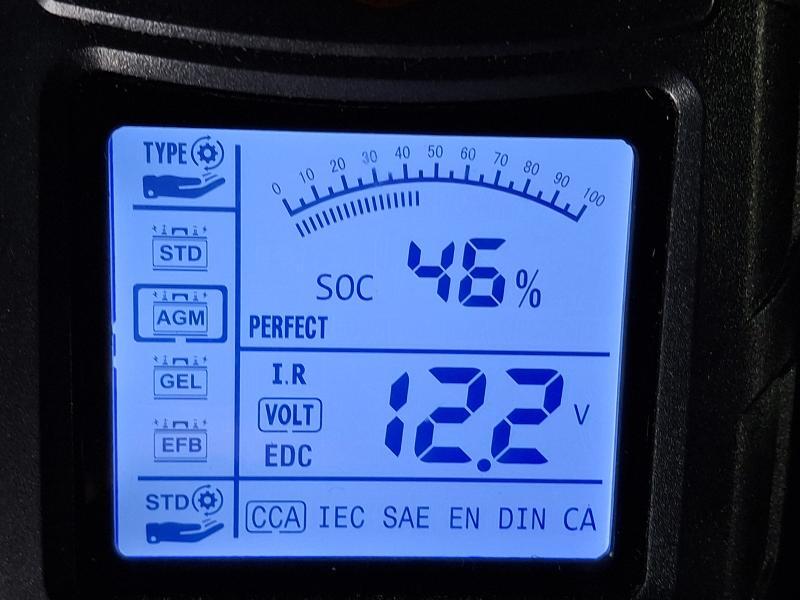 TYPE
0 10 20 30 40 50 60 70 80 90 100
STD
SOC 46%
AGM
PERFECT
GEL
I.R
VOLT 12.2 V
EFB
EDC
STD
CCA IEC SAE EN DIN CA